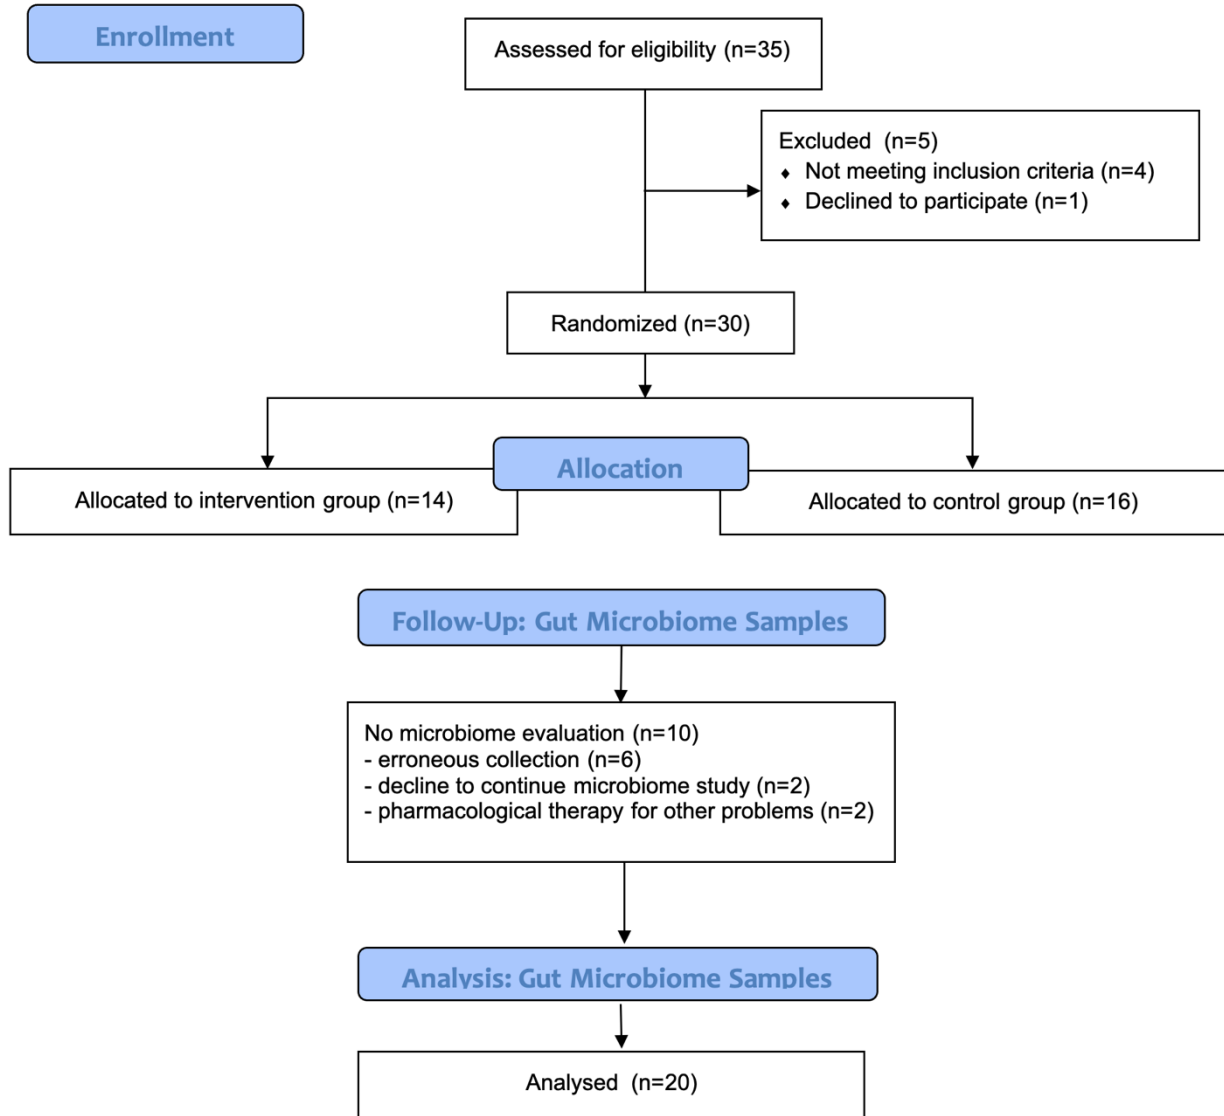 Enrollment
Assessed for eligibility (n=35)
Excluded  (n=5)
♦ Not meeting inclusion criteria (n=4)
♦ Declined to participate (n=1)
Randomized (n=30)
Allocation
Allocated to intervention group (n=14)
Allocated to control group (n=16)
Follow-Up: Gut Microbiome Samples
No microbiome evaluation (n=10)
- erroneous collection (n=6)
- decline to continue microbiome study (n=2)
- pharmacological therapy for other problems (n=2)
Analysis: Gut Microbiome Samples
Analysed  (n=20)